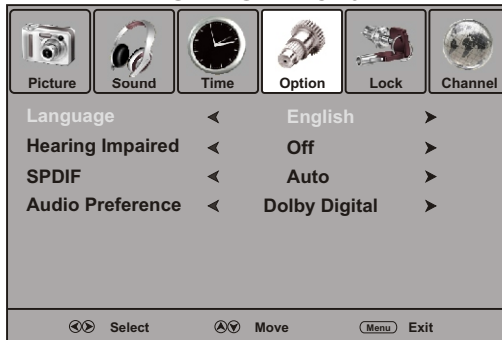 Picture Sound Time Option Lock Channel
Language English
Hearing Impaired Off
SPDIF Auto
Audio Preference Dolby Digital
Select Move Menu Exit